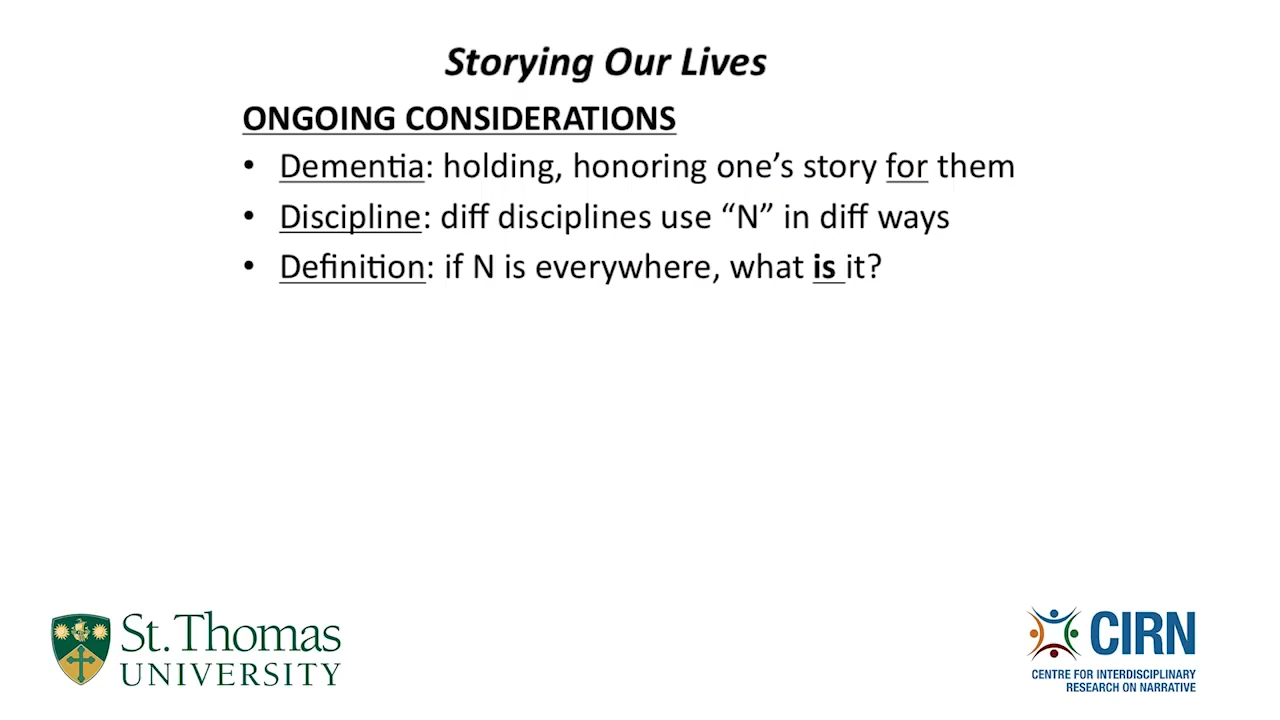 Storying Our Lives
ONGOING CONSIDERATIONS
• Dementia: holding, honoring one’s story for them
• Discipline: diff disciplines use “N” in diff ways
• Definition: if N is everywhere, what is it?
St. Thomas
UNIVERSITY
CIRN
CENTRE FOR INTERDISCIPLINARY
RESEARCH ON NARRATIVE